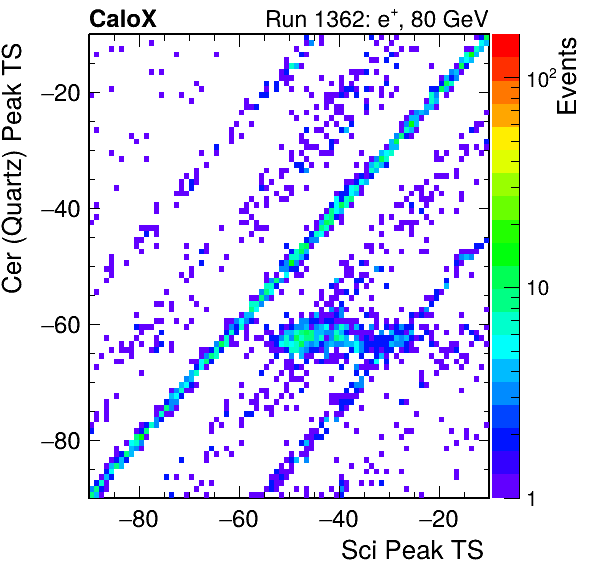 CaloX Run 1362: e⁺, 80 GeV
Cer (Quartz) Peak TS
−20
−40
−60
−80
−80 −60 −40 −20
Sci Peak TS
10²
10
1
Events